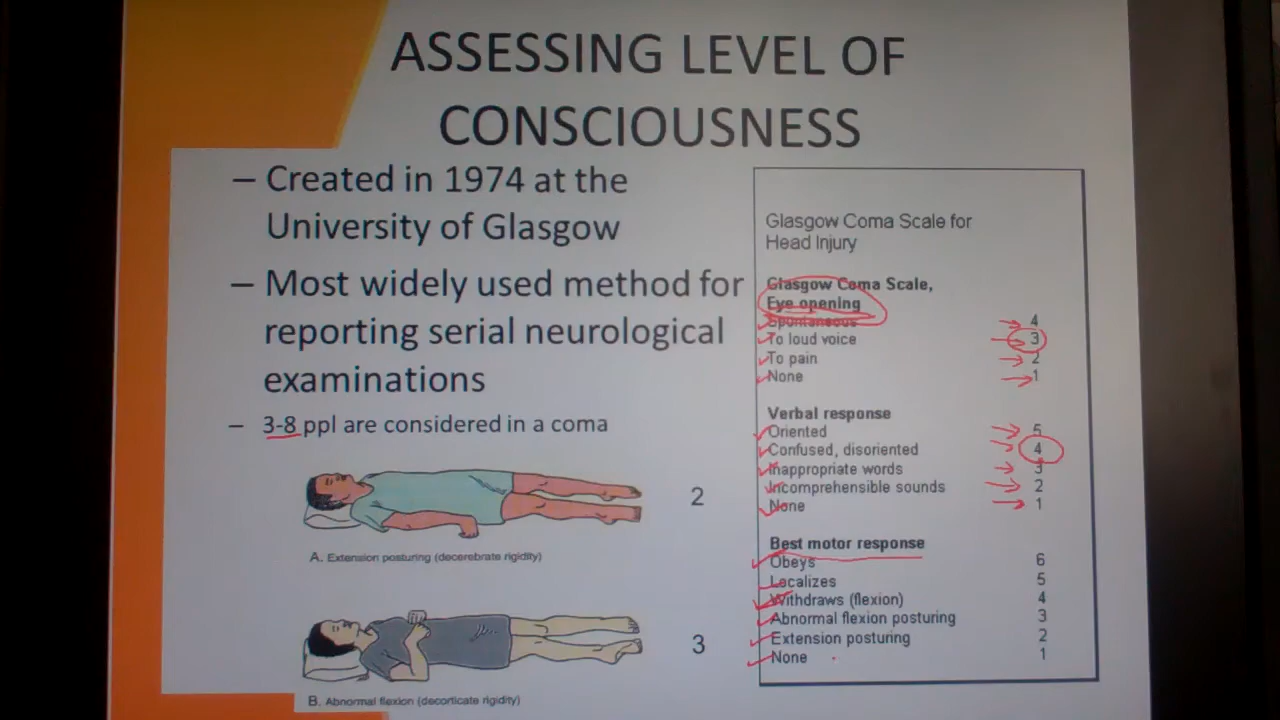 ASSESSING LEVEL OF
CONSCIOUSNESS
– Created in 1974 at the
University of Glasgow
– Most widely used method for
reporting serial neurological
examinations
– 3-8 ppl are considered in a coma
2
A. Extension posturing (decerebrate rigidity)
3
B. Abnormal flexion (decorticate rigidity)
Glasgow Coma Scale for
Head Injury
Glasgow Coma Scale,
Eye opening
Spontaneous 4
To loud voice 3
To pain 2
None 1
Verbal response
Oriented 5
Confused, disoriented 4
Inappropriate words 3
Incomprehensible sounds 2
None 1
Best motor response
Obeys 6
Localizes 5
Withdraws (flexion) 4
Abnormal flexion posturing 3
Extension posturing 2
None 1